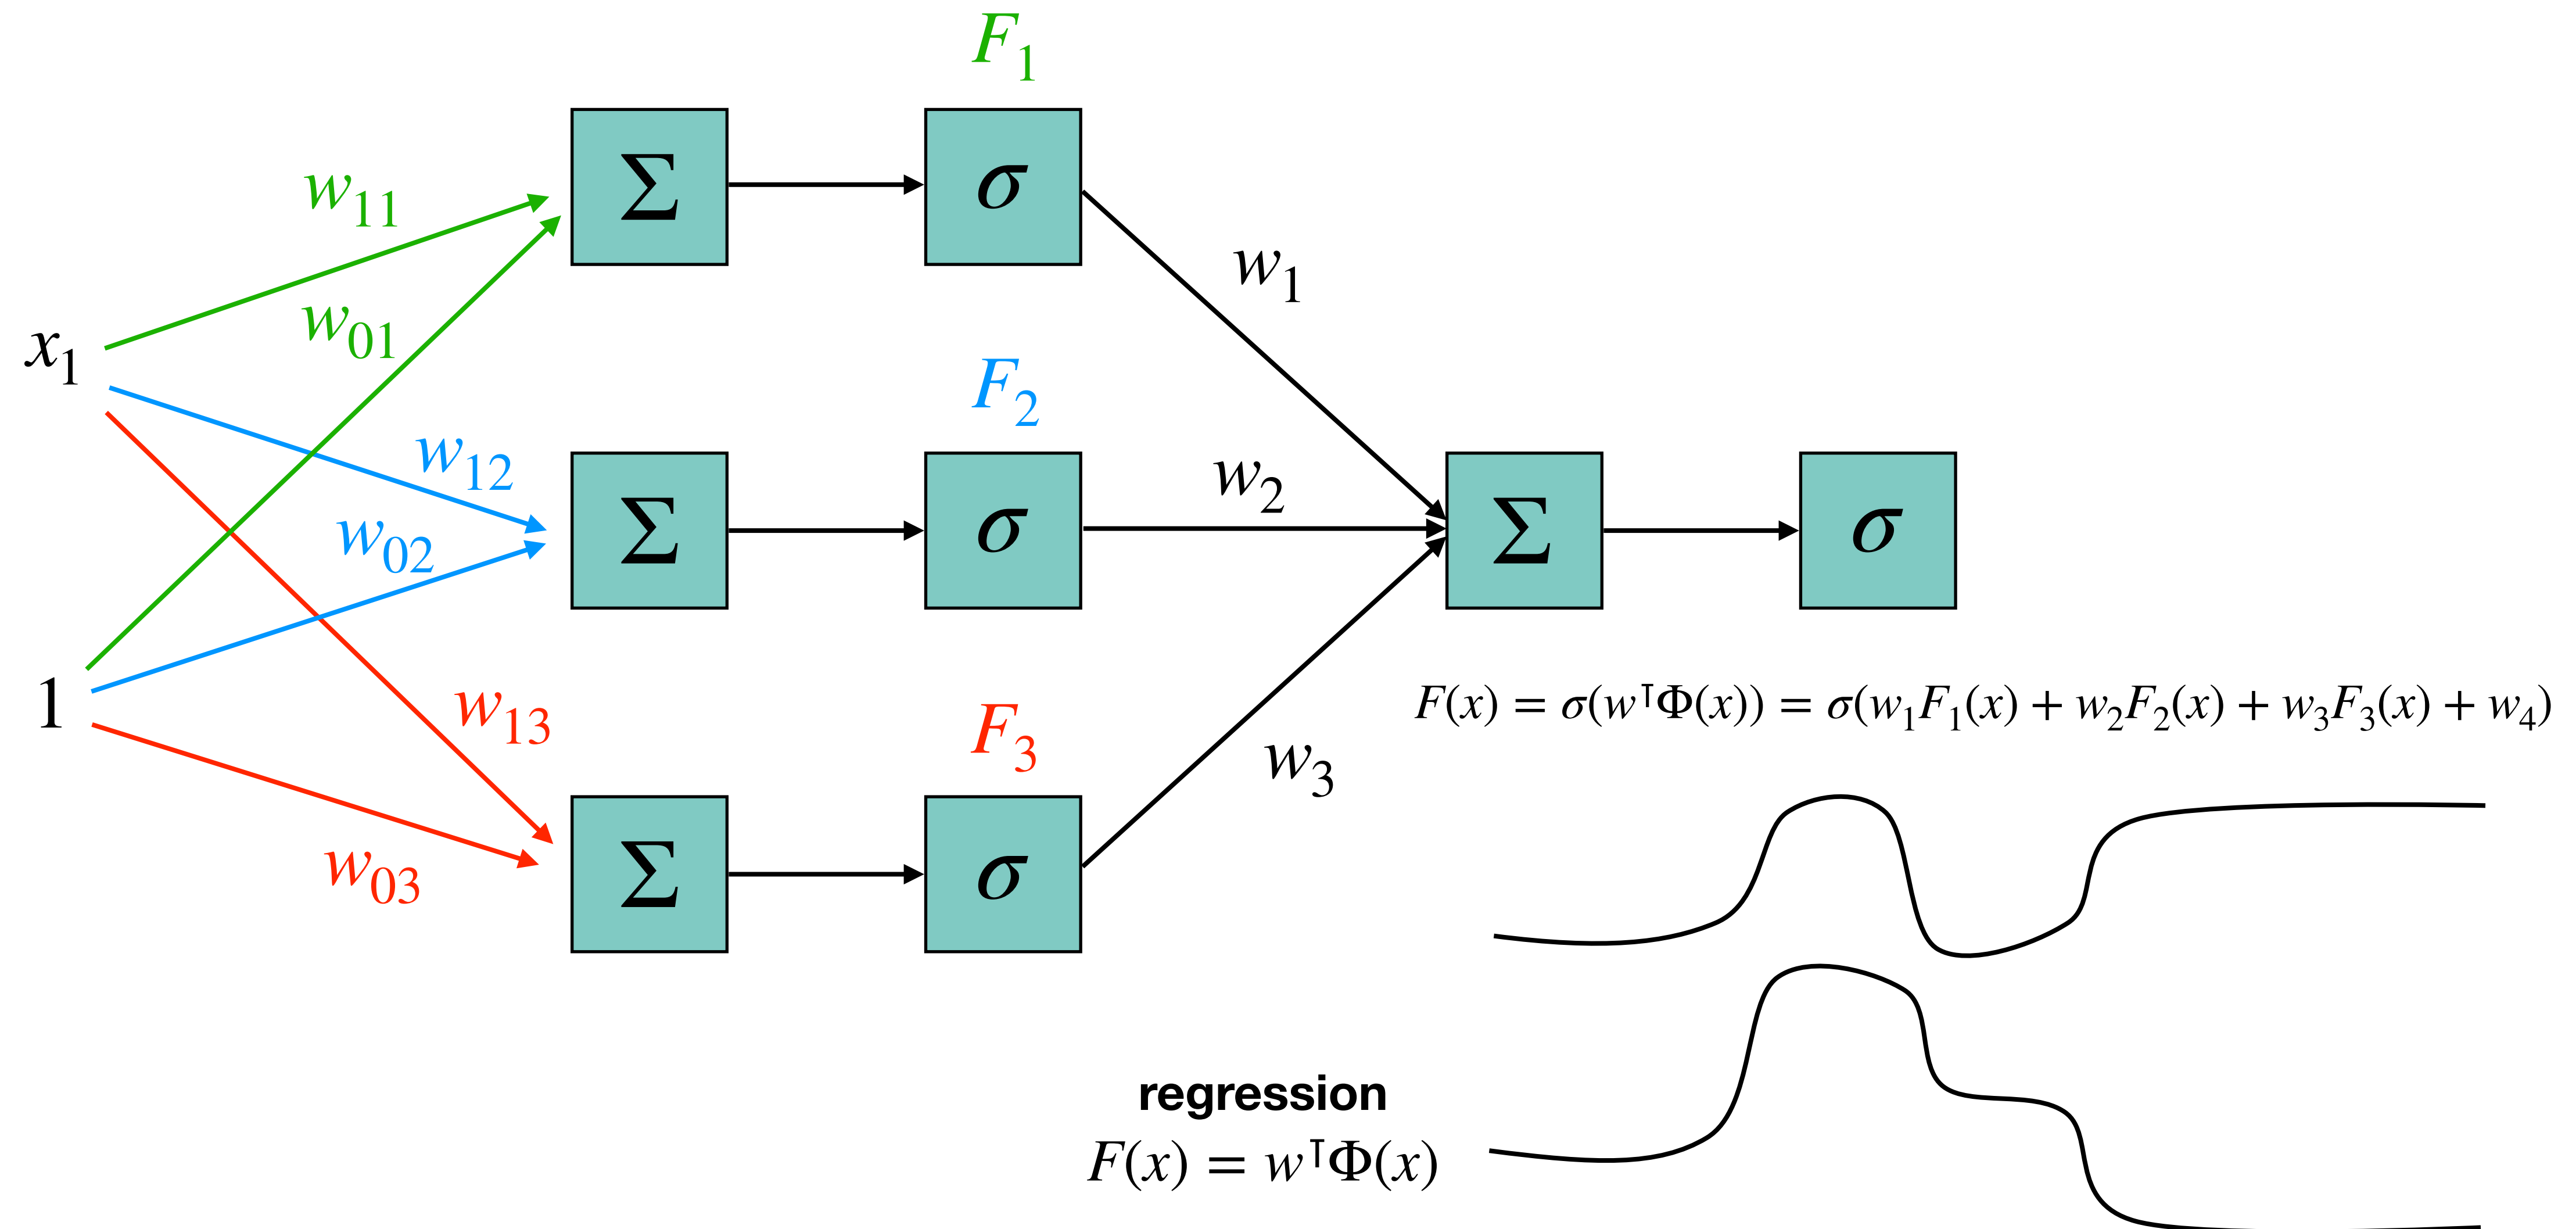 F₁
Σ
σ
w₁₁
w₀₁
w₁
x₁
F₂
w₁₂
w₂
w₀₂
Σ
σ
Σ
σ
1
w₁₃
F₃
F(x) = σ(w⊺Φ(x)) = σ(w₁F₁(x) + w₂F₂(x) + w₃F₃(x) + w₄)
w₃
w₀₃
Σ
σ
regression
F(x) = w⊺Φ(x)